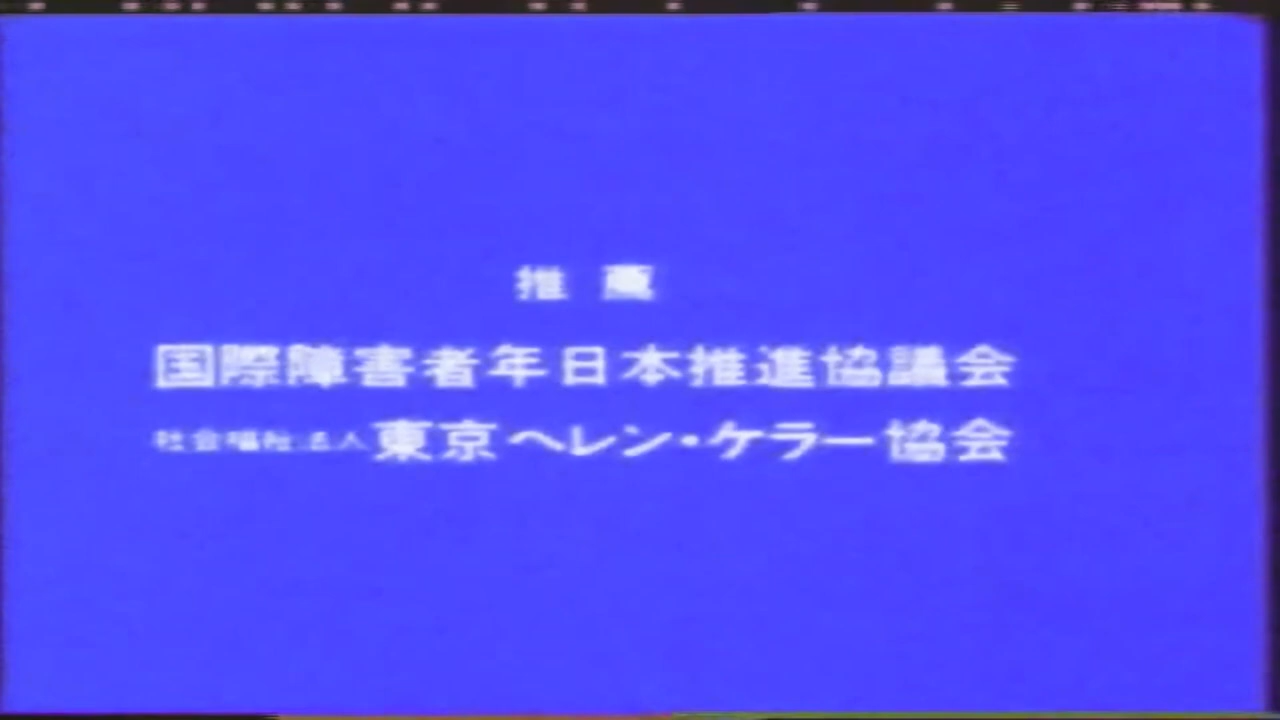 推薦
国際障害者年日本推進協議会
社会福祉法人東京ヘレン・ケラー協会